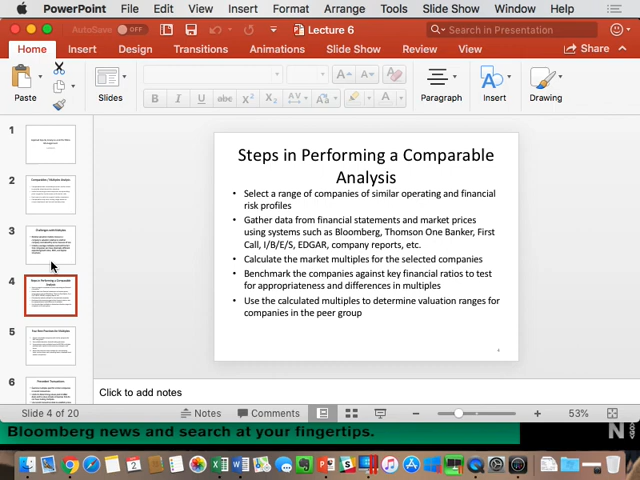 PowerPoint File Edit View Insert Format Arrange Tools Slide Show Window Help
AutoSave OFF Lecture 6 Search in Presentation
Home Insert Design Transitions Animations Slide Show Review View Share
Paste Slides B I U abc X² X₂ AV Aa A Paragraph Insert Drawing
1
2
3
4
5
6
Steps in Performing a Comparable
Analysis
• Select a range of companies of similar operating and financial
risk profiles
• Gather data from financial statements and market prices
using systems such as Bloomberg, Thomson One Banker, First
Call, I/B/E/S, EDGAR, company reports, etc.
• Calculate the market multiples for the selected companies
• Benchmark the companies against key financial ratios to test
for appropriateness and differences in multiples
• Use the calculated multiples to determine valuation ranges for
companies in the peer group
4
Click to add notes
Slide 4 of 20 Notes Comments 53%
Bloomberg news and search at your fingertips.